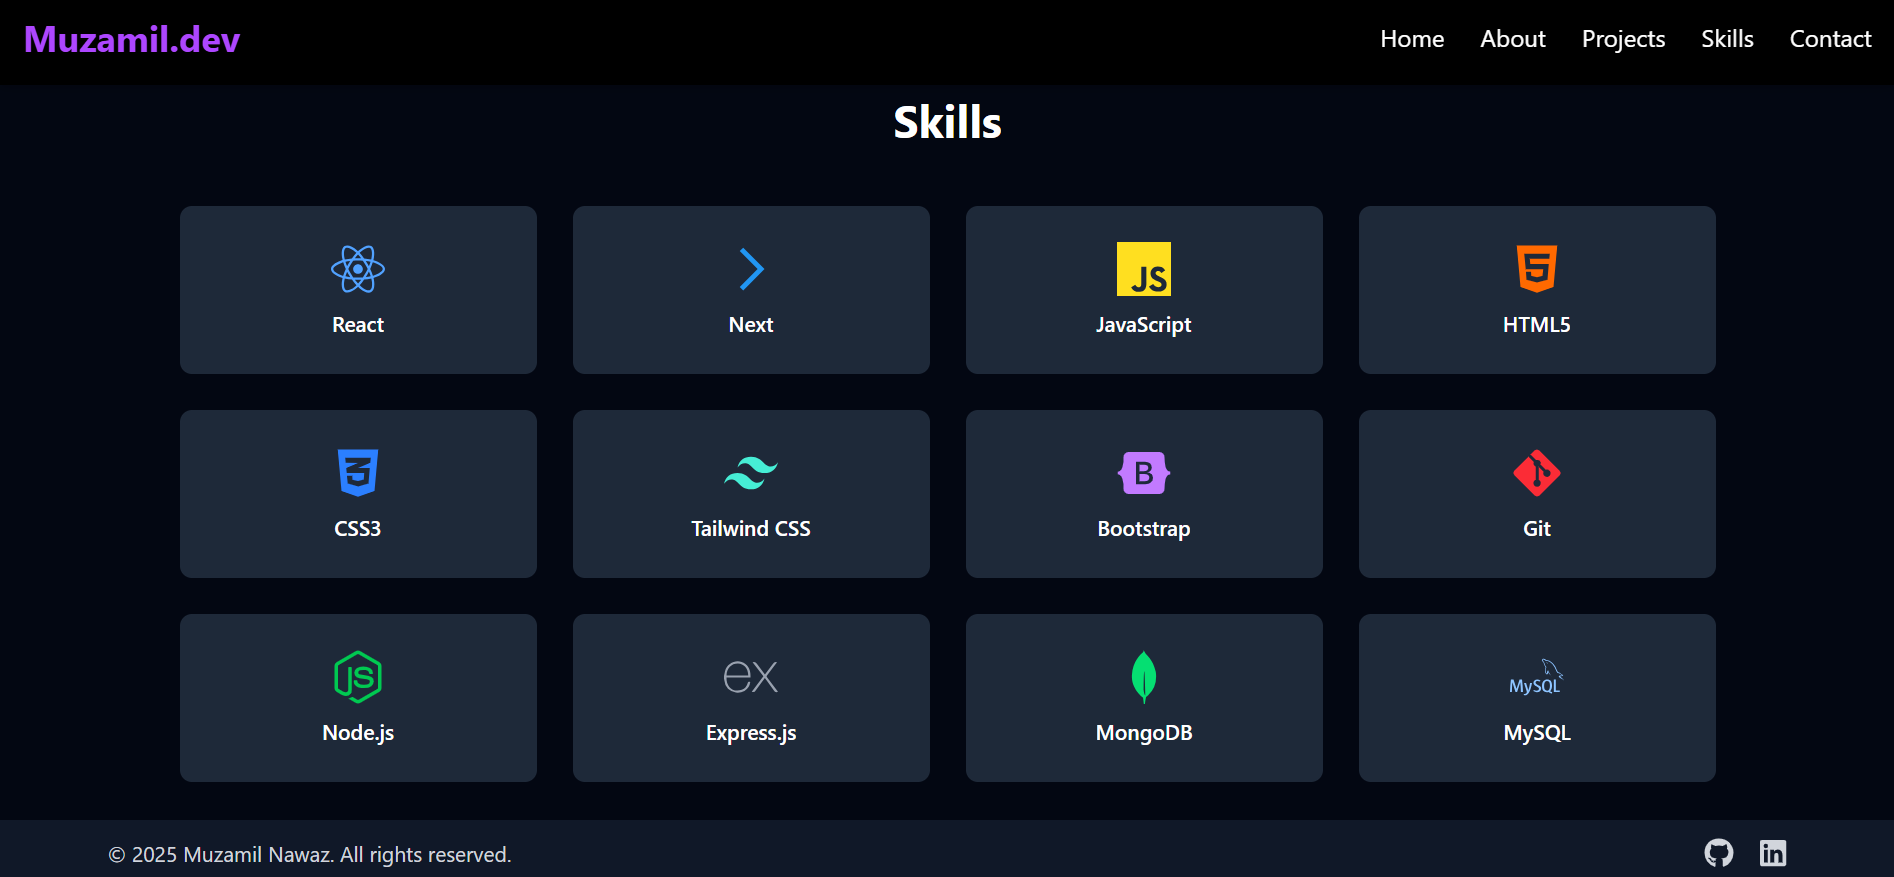 Muzamil.dev
Home About Projects Skills Contact
Skills
JS
React Next JavaScript HTML5
B
CSS3 Tailwind CSS Bootstrap Git
JS ex MySQL
Node.js Express.js MongoDB MySQL
© 2025 Muzamil Nawaz. All rights reserved.
in